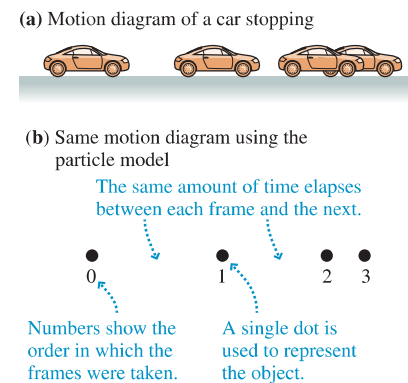 (a) Motion diagram of a car stopping
(b) Same motion diagram using the
particle model
The same amount of time elapses
between each frame and the next.
0 1 2 3
Numbers show the
order in which the
frames were taken.
A single dot is
used to represent
the object.